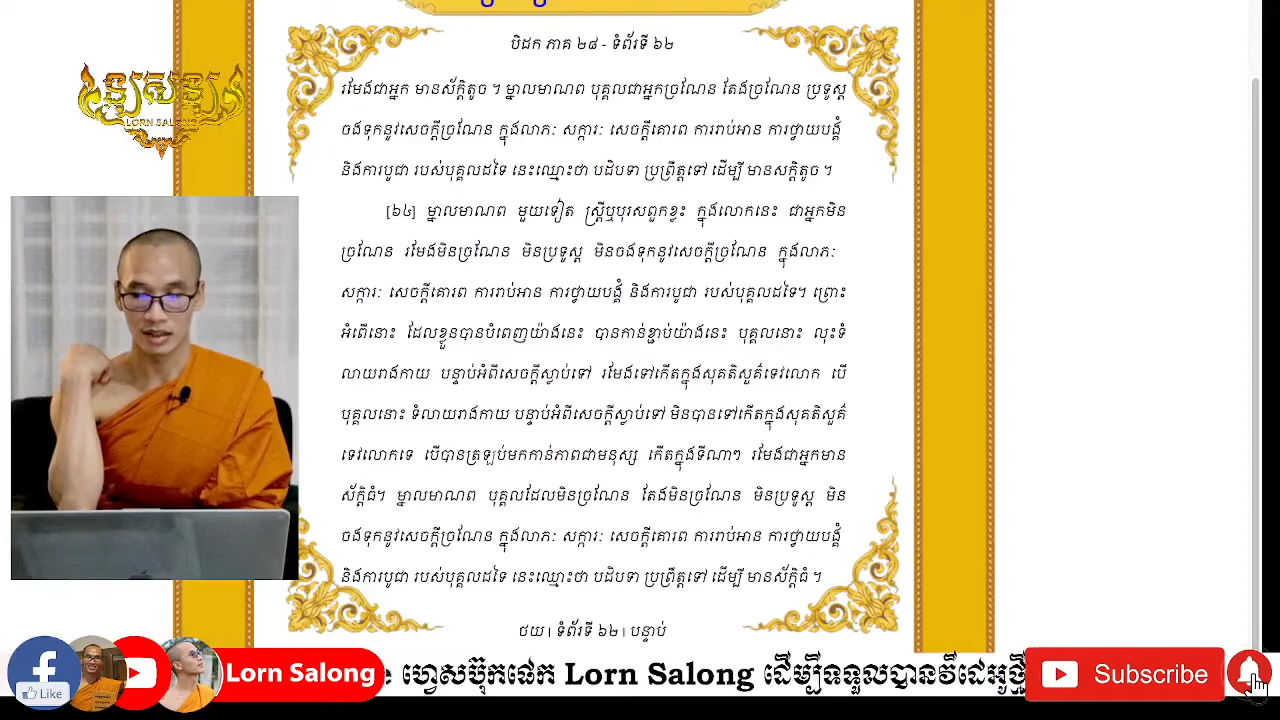 បិដក ភាគ ២៨ - ទំព័រទី ៦២
រមែងជាអ្នក មានស័ក្តិតូច ។ ម្នាលមាណព បុគ្គលជាអ្នកច្រណែន តែងច្រណែន ប្រទូស្ត
ចងទុកនូវសេចក្តីច្រណែន ក្នុងលាភៈ សក្ការៈ សេចក្តីគោរព ការរាប់អាន ការថ្វាយបង្គំ
និងការបូជា របស់បុគ្គលដទៃ នេះឈ្មោះថា បដិបទា ប្រព្រឹត្តទៅ ដើម្បី មានសក្តិតូច ។
[៦៤] ម្នាលមាណព មួយទៀត ស្រ្តីឬបុរសពួកខ្លះ ក្នុងលោកនេះ ជាអ្នកមិន
ច្រណែន រមែងមិនច្រណែន មិនប្រទូស្ត មិនចងទុកនូវសេចក្តីច្រណែន ក្នុងលាភៈ
សក្ការៈ សេចក្តីគោរព ការរាប់អាន ការថ្វាយបង្គំ និងការបូជា របស់បុគ្គលដទៃ។ ព្រោះ
អំពើនោះ ដែលខ្លួនបានបំពេញយ៉ាងនេះ បានកាន់ខ្ជាប់យ៉ាងនេះ បុគ្គលនោះ លុះទំ
លាយរាងកាយ បន្ទាប់អំពីសេចក្តីស្លាប់ទៅ រមែងទៅកើតក្នុងសុគតិសួគ៌ទេវលោក បើ
បុគ្គលនោះ ទំលាយរាងកាយ បន្ទាប់អំពីសេចក្តីស្លាប់ទៅ មិនបានទៅកើតក្នុងសុគតិសួគ៌
ទេវលោកទេ បើបានត្រឡប់មកកាន់ភាពជាមនុស្ស កើតក្នុងទីណាៗ រមែងជាអ្នកមាន
ស័ក្តិធំ។ ម្នាលមាណព បុគ្គលដែលមិនច្រណែន តែងមិនច្រណែន មិនប្រទូស្ត មិន
ចងទុកនូវសេចក្តីច្រណែន ក្នុងលាភៈ សក្ការៈ សេចក្តីគោរព ការរាប់អាន ការថ្វាយបង្គំ
និងការបូជា របស់បុគ្គលដទៃ នេះឈ្មោះថា បដិបទា ប្រព្រឹត្តទៅ ដើម្បី មានស័ក្តិធំ ។
ថយ | ទំព័រទី ៦២ | បន្ទាប់
LORN SALONG
Like
Lorn Salong
e ហ្វេសប៊ុកផេក Lorn Salong ដើម្បីទទួលបានវីដេអូថ្មី
Subscribe